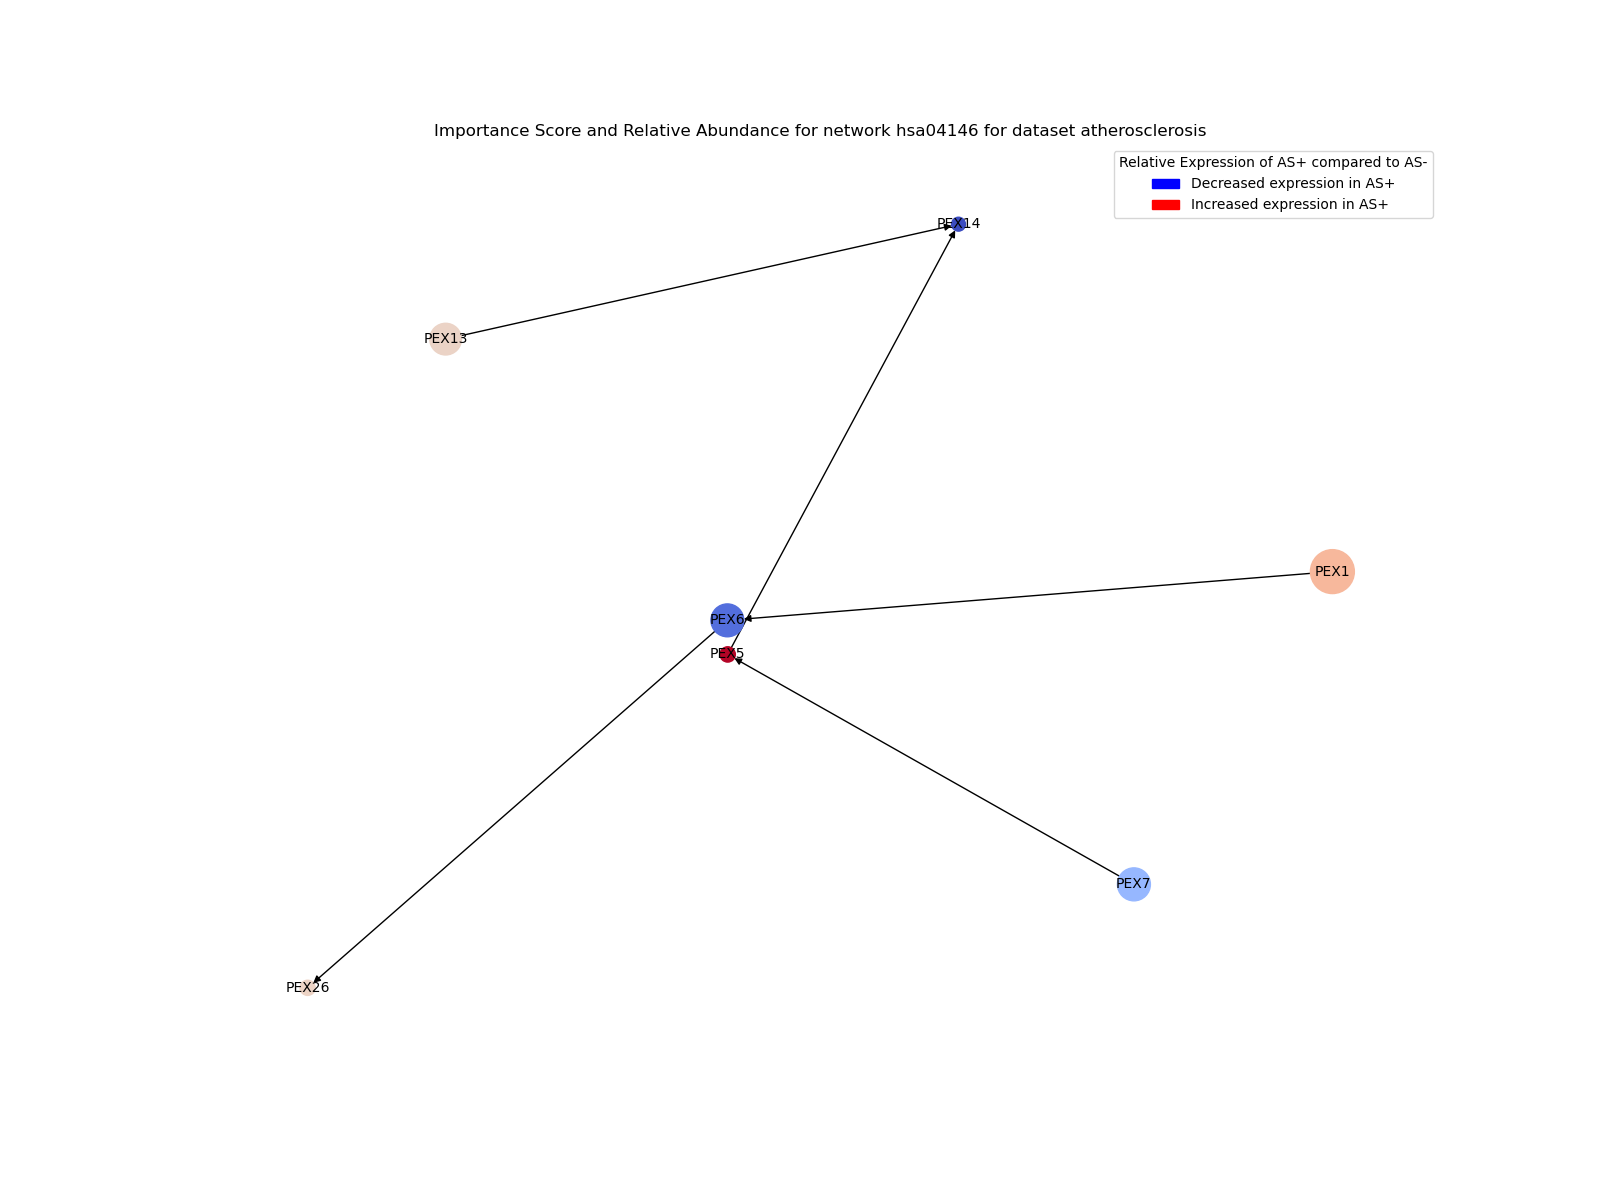 Importance Score and Relative Abundance for network hsa04146 for dataset atherosclerosis
Relative Expression of AS+ compared to AS-
Decreased expression in AS+
Increased expression in AS+
PEX14
PEX13
PEX1
PEX6
PEX5
PEX7
PEX26